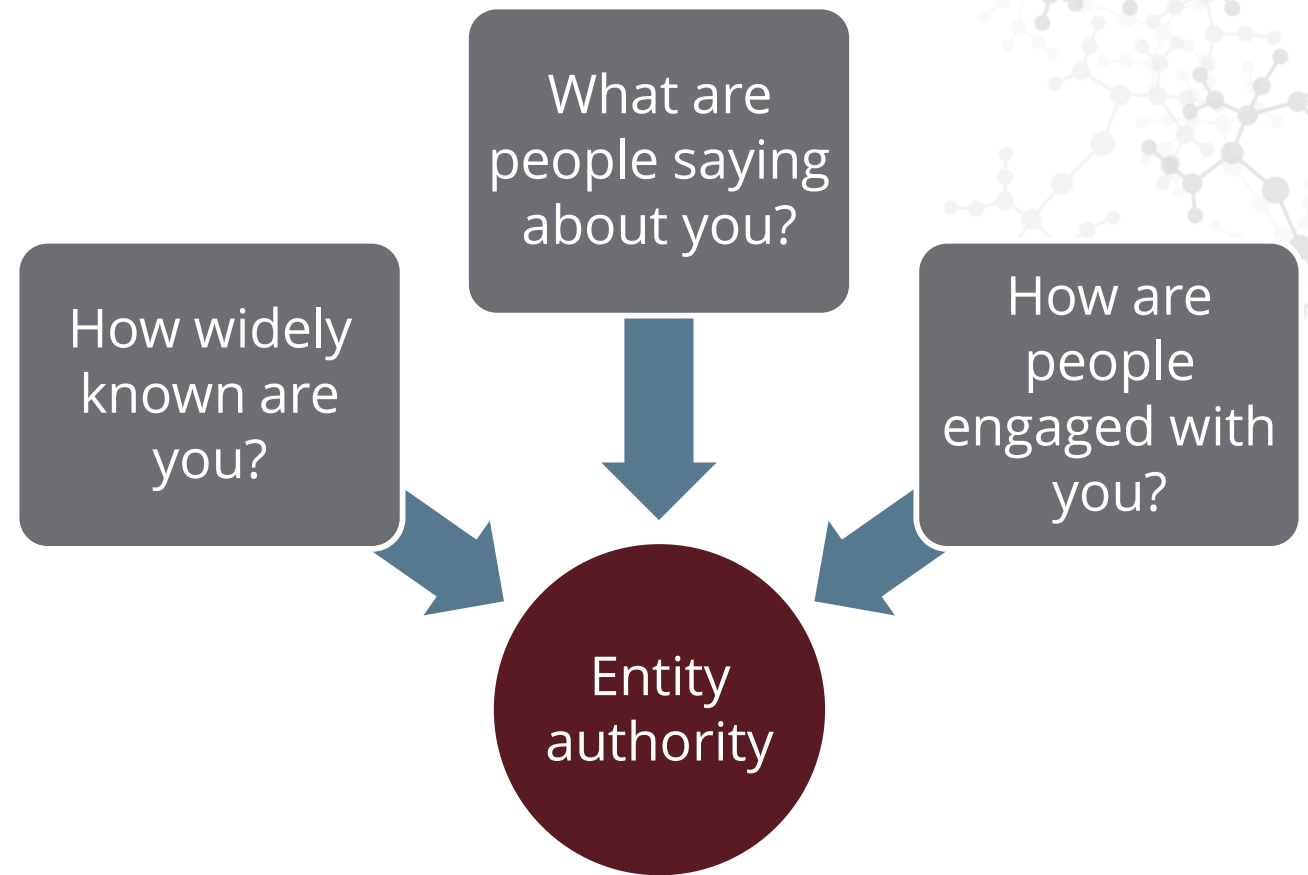 What are
people saying
about you?
How widely
known are
you?
How are
people
engaged with
you?
Entity
authority